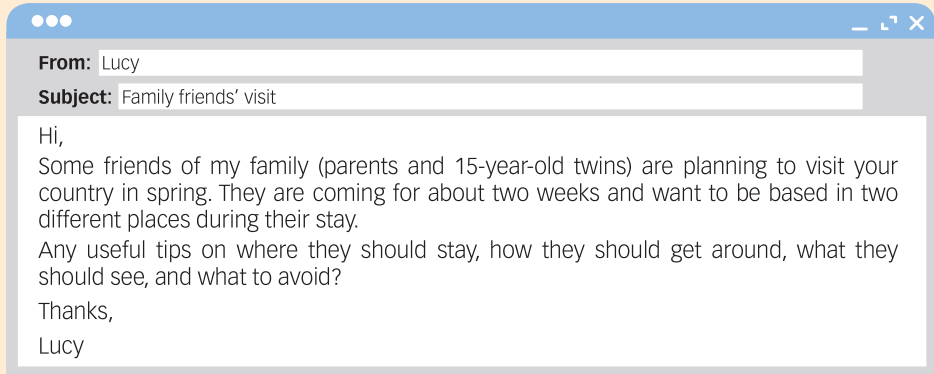 From: Lucy
Subject: Family friends’ visit
Hi,
Some friends of my family (parents and 15-year-old twins) are planning to visit your
country in spring. They are coming for about two weeks and want to be based in two
different places during their stay.
Any useful tips on where they should stay, how they should get around, what they
should see, and what to avoid?
Thanks,
Lucy